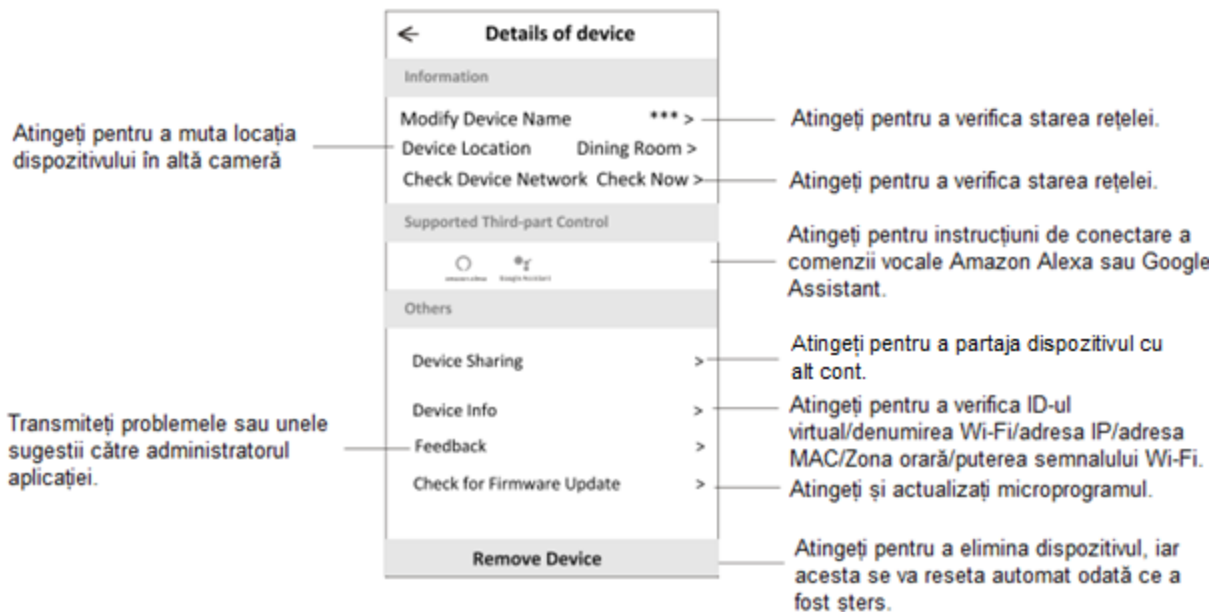 Details of device
Information
Modify Device Name *** >
Device Location Dining Room >
Check Device Network Check Now >
Supported Third-part Control
Google Assistant
Others
Device Sharing >
Device Info >
Feedback >
Check for Firmware Update >
Remove Device
Atingeți pentru a muta locația
dispozitivului în altă cameră
Transmiteți problemele sau unele
sugestii către administratorul
aplicației.
Atingeți pentru a verifica starea rețelei.
Atingeți pentru a verifica starea rețelei.
Atingeți pentru instrucțiuni de conectare a
comenzii vocale Amazon Alexa sau Google
Assistant.
Atingeți pentru a partaja dispozitivul cu
alt cont.
Atingeți pentru a verifica ID-ul
virtual/denumirea Wi-Fi/adresa IP/adresa
MAC/Zona orară/puterea semnalului Wi-Fi.
Atingeți și actualizați microprogramul.
Atingeți pentru a elimina dispozitivul, iar
acesta se va reseta automat odată ce a
fost șters.